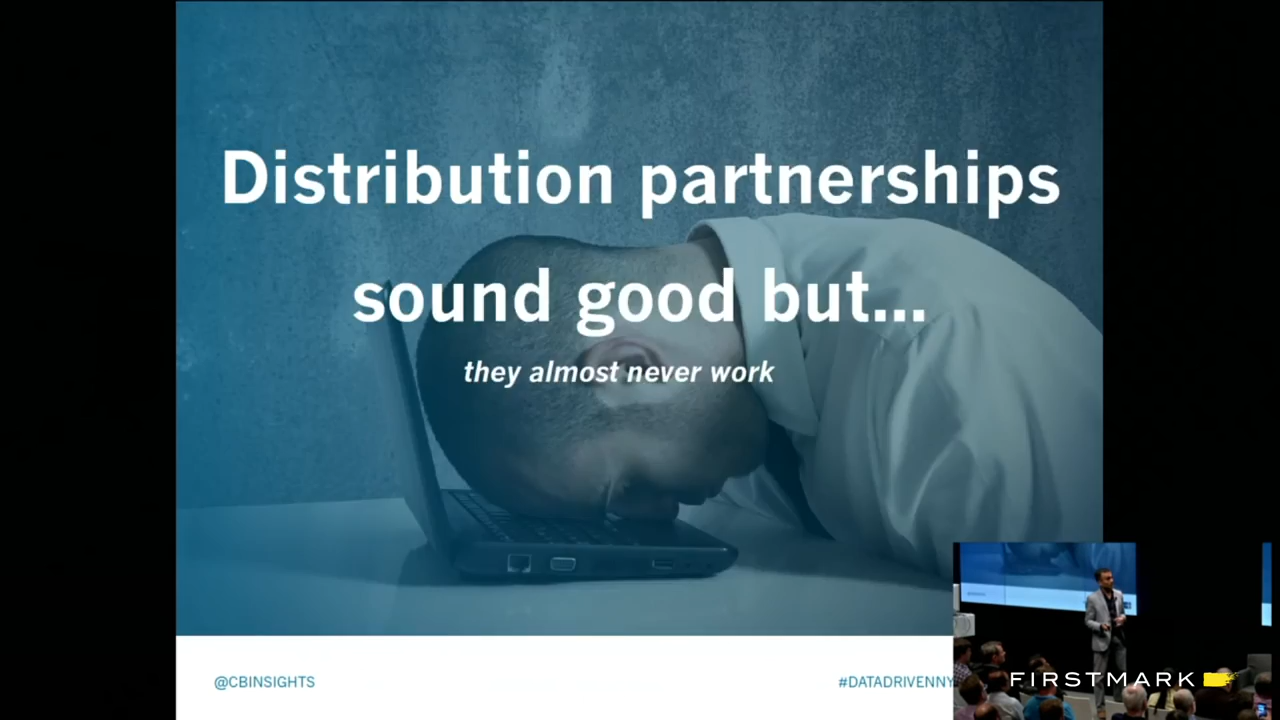 Distribution partnerships
sound good but...
they almost never work
@CBINSIGHTS
#DATADRIVENNY
FIRSTMARK